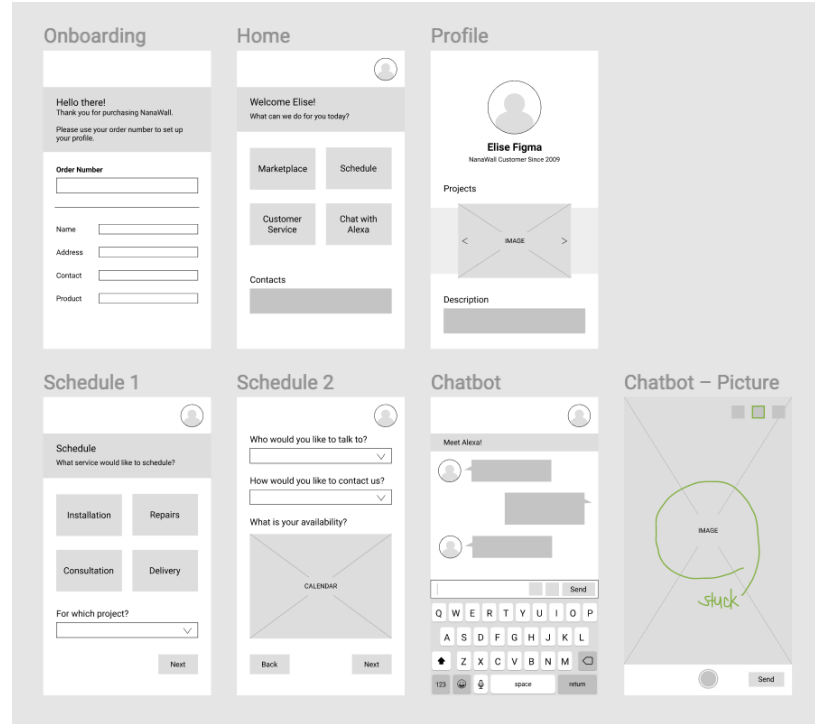 Onboarding
Hello there!
Thank you for purchasing NanaWall.
Please use your order number to set up
your profile.
Order Number
Name
Address
Contact
Product
Home
Welcome Elise!
What can we do for you today?
Marketplace
Schedule
Customer
Service
Chat with
Alexa
Contacts
Profile
Elise Figma
NanaWall Customer Since 2009
Projects
< IMAGE >
Description
Schedule 1
Schedule
What service would like to schedule?
Installation
Repairs
Consultation
Delivery
For which project?
Next
Schedule 2
Who would you like to talk to?
How would you like to contact us?
What is your availability?
CALENDAR
Back
Next
Chatbot
Meet Alexa!
Send
Q W E R T Y U I O P
A S D F G H J K L
Z X C V B N M
123
space
return
Chatbot – Picture
IMAGE
stuck
Send